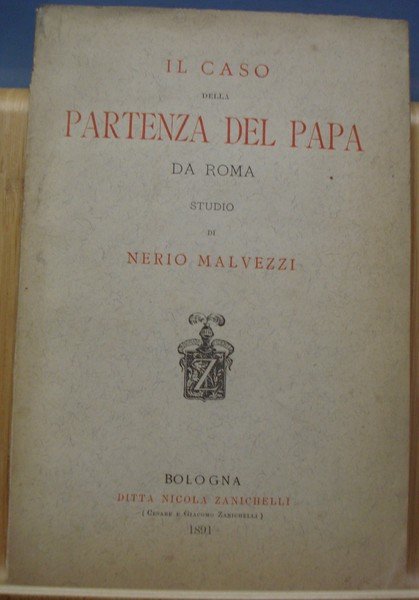 IL CASO
DELLA
PARTENZA DEL PAPA
DA ROMA
STUDIO
DI
NERIO MALVEZZI
Z
BOLOGNA
DITTA NICOLA ZANICHELLI
(CESARE E GIACOMO ZANICHELLI)
1891